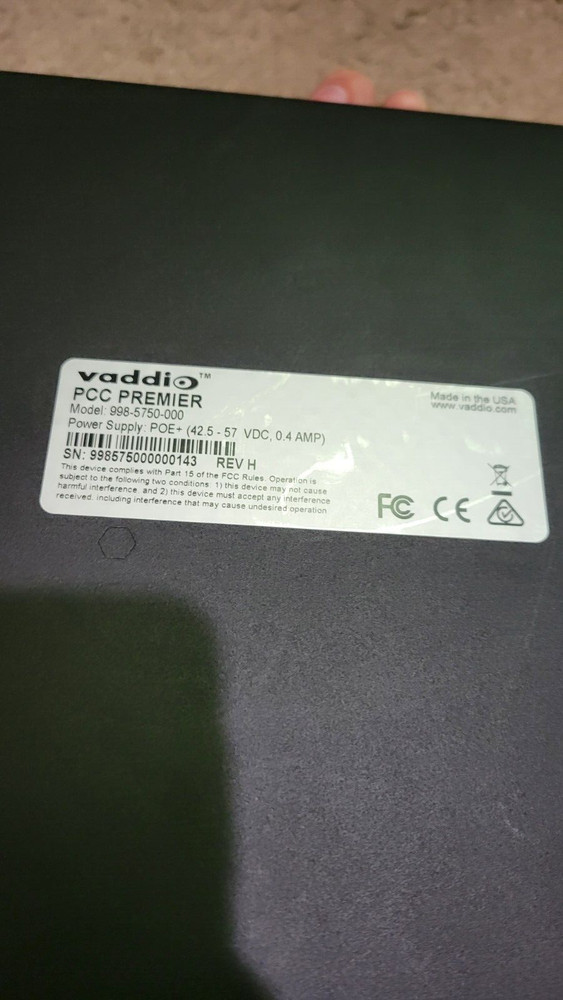 vaddio™
PCC PREMIER
Model: 998-5750-000
Power Supply: POE+ (42.5 - 57 VDC, 0.4 AMP)
SN: 998575000000143 REV H
This device complies with Part 15 of the FCC Rules. Operation is
subject to the following two conditions: 1) this device may not cause
harmful interference, and 2) this device must accept any interference
received, including interference that may cause undesired operation
Made in the USA
www.vaddio.com
FC CE